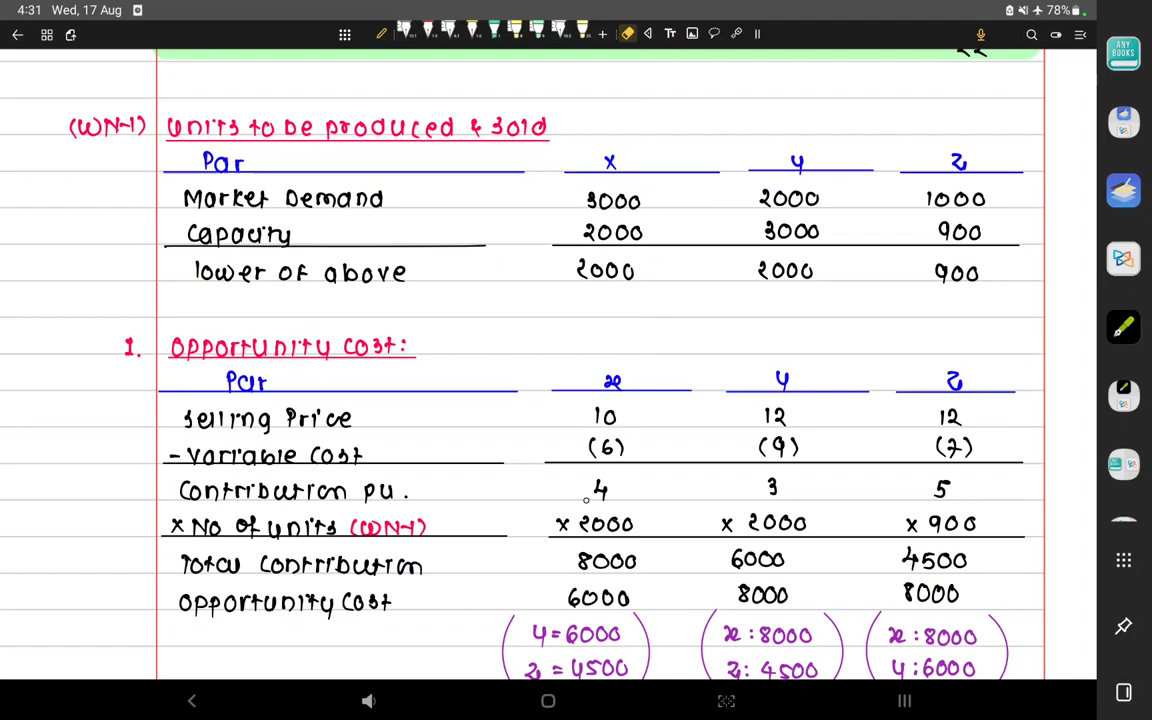 4:31 Wed, 17 Aug 78%
Tr
ANY BOOKS
(WN-1) Units to be produced & sold
Par x y z
Market Demand 3000 2000 1000
Capacity 2000 3000 900
lower of above 2000 2000 900
1. Opportunity cost:
Par x y z
Selling Price 10 12 12
- Variable Cost (6) (9) (7)
Contribution pu. 4 3 5
x No of units (WN-1) x 2000 x 2000 x 900
Total Contribution 8000 6000 4500
Opportunity Cost 6000 8000 8000
y = 6000 x : 8000 x : 8000
z = 4500 z : 4500 y : 6000